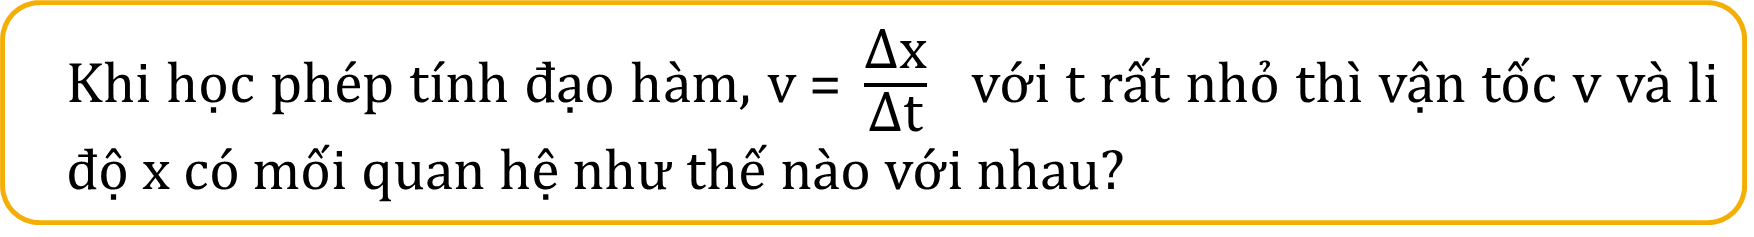 Khi học phép tính đạo hàm, v = Δx/Δt với t rất nhỏ thì vận tốc v và li
độ x có mối quan hệ như thế nào với nhau?